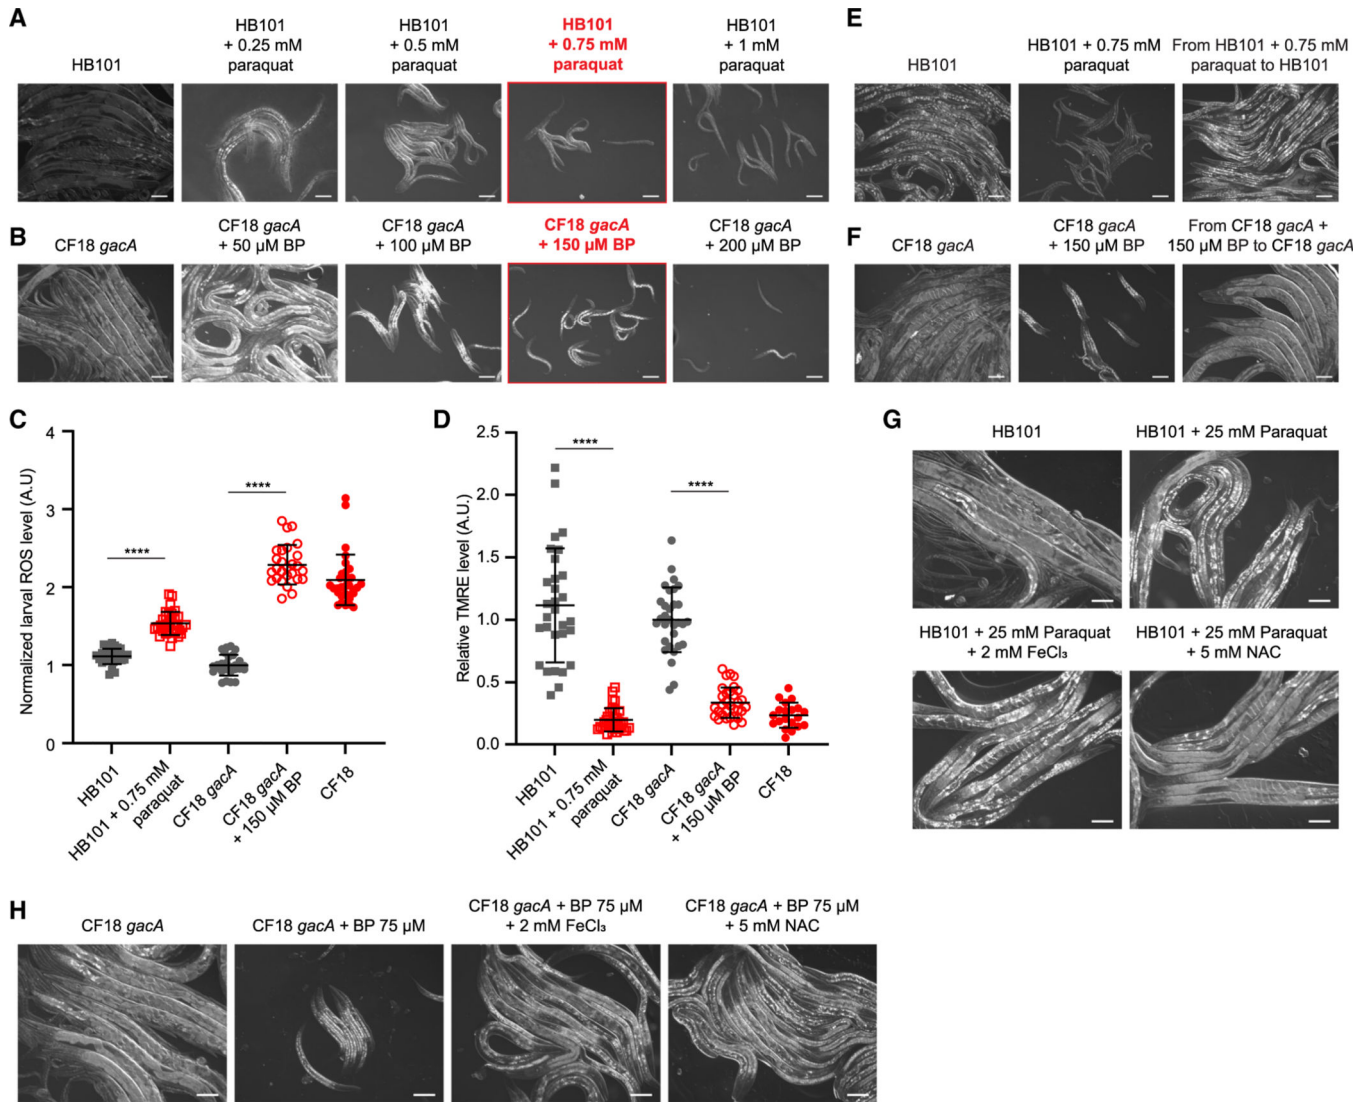 A
HB101
HB101
+ 0.25 mM
paraquat
HB101
+ 0.5 mM
paraquat
HB101
+ 0.75 mM
paraquat
HB101
+ 1 mM
paraquat
B
CF18 gacA
CF18 gacA
+ 50 µM BP
CF18 gacA
+ 100 µM BP
CF18 gacA
+ 150 µM BP
CF18 gacA
+ 200 µM BP
E
HB101
HB101 + 0.75 mM
paraquat
From HB101 + 0.75 mM
paraquat to HB101
F
CF18 gacA
CF18 gacA
+ 150 µM BP
From CF18 gacA +
150 µM BP to CF18 gacA
C
Normalized larval ROS level (A.U)
4
3
2
1
0
****
****
HB101
HB101 + 0.75 mM
paraquat
CF18 gacA
CF18 gacA
+ 150 µM BP
CF18
D
Relative TMRE level (A.U.)
2.5
2.0
1.5
1.0
0.5
0.0
****
****
HB101
HB101 + 0.75 mM
paraquat
CF18 gacA
CF18 gacA
+ 150 µM BP
CF18
G
HB101
HB101 + 25 mM Paraquat
HB101 + 25 mM Paraquat
+ 2 mM FeCl₃
HB101 + 25 mM Paraquat
+ 5 mM NAC
H
CF18 gacA
CF18 gacA + BP 75 µM
CF18 gacA + BP 75 µM
+ 2 mM FeCl₃
CF18 gacA + BP 75 µM
+ 5 mM NAC